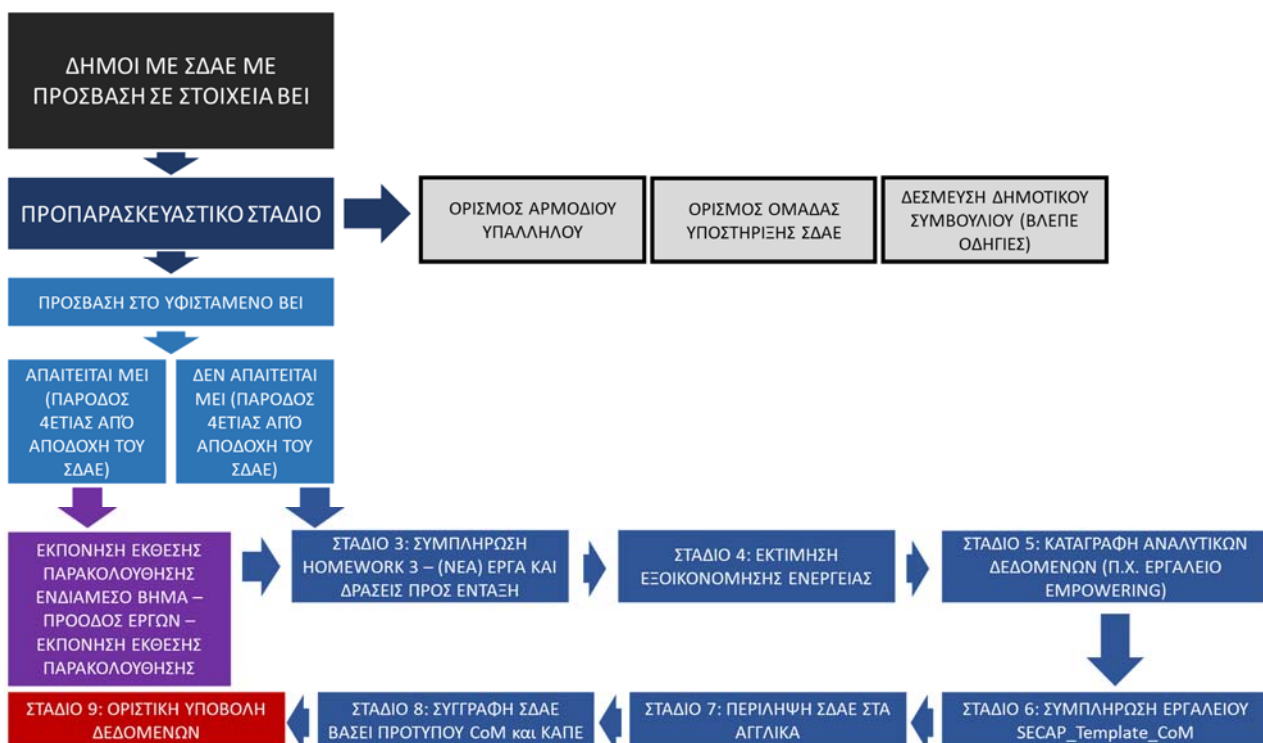 ΔΗΜΟΙ ΜΕ ΣΔΑΕ ΜΕ
ΠΡΟΣΒΑΣΗ ΣΕ ΣΤΟΙΧΕΙΑ ΒΕΙ
ΠΡΟΠΑΡΑΣΚΕΥΑΣΤΙΚΟ ΣΤΑΔΙΟ
ΟΡΙΣΜΟΣ ΑΡΜΟΔΙΟΥ
ΥΠΑΛΛΗΛΟΥ
ΟΡΙΣΜΟΣ ΟΜΑΔΑΣ
ΥΠΟΣΤΗΡΙΞΗΣ ΣΔΑΕ
ΔΕΣΜΕΥΣΗ ΔΗΜΟΤΙΚΟΥ
ΣΥΜΒΟΥΛΙΟΥ (ΒΛΕΠΕ
ΟΔΗΓΙΕΣ)
ΠΡΟΣΒΑΣΗ ΣΤΟ ΥΦΙΣΤΑΜΕΝΟ ΒΕΙ
ΑΠΑΙΤΕΙΤΑΙ ΜΕΙ
(ΠΑΡΟΔΟΣ
4ΕΤΙΑΣ ΑΠΌ
ΑΠΟΔΟΧΗ ΤΟΥ
ΣΔΑΕ)
ΔΕΝ ΑΠΑΙΤΕΙΤΑΙ
ΜΕΙ (ΠΑΡΟΔΟΣ
4ΕΤΙΑΣ ΑΠΌ
ΑΠΟΔΟΧΗ ΤΟΥ
ΣΔΑΕ)
ΕΚΠΟΝΗΣΗ ΕΚΘΕΣΗΣ
ΠΑΡΑΚΟΛΟΥΘΗΣΗΣ
ΕΝΔΙΑΜΕΣΟ ΒΗΜΑ –
ΠΡΟΟΔΟΣ ΕΡΓΩΝ –
ΕΚΠΟΝΗΣΗ ΕΚΘΕΣΗΣ
ΠΑΡΑΚΟΛΟΥΘΗΣΗΣ
ΣΤΑΔΙΟ 3: ΣΥΜΠΛΗΡΩΣΗ
HOMEWORK 3 – (ΝΕΑ) ΕΡΓΑ ΚΑΙ
ΔΡΑΣΕΙΣ ΠΡΟΣ ΕΝΤΑΞΗ
ΣΤΑΔΙΟ 4: ΕΚΤΙΜΗΣΗ
ΕΞΟΙΚΟΝΟΜΗΣΗΣ ΕΝΕΡΓΕΙΑΣ
ΣΤΑΔΙΟ 5: ΚΑΤΑΓΡΑΦΗ ΑΝΑΛΥΤΙΚΩΝ
ΔΕΔΟΜΕΝΩΝ (Π.Χ. ΕΡΓΑΛΕΙΟ
EMPOWERING)
ΣΤΑΔΙΟ 6: ΣΥΜΠΛΗΡΩΣΗ ΕΡΓΑΛΕΙΟΥ
SECAP_Template_CoM
ΣΤΑΔΙΟ 7: ΠΕΡΙΛΗΨΗ ΣΔΑΕ ΣΤΑ
ΑΓΓΛΙΚΑ
ΣΤΑΔΙΟ 8: ΣΥΓΓΡΑΦΗ ΣΔΑΕ
ΒΑΣΕΙ ΠΡΟΤΥΠΟΥ CoM και ΚΑΠΕ
ΣΤΑΔΙΟ 9: ΟΡΙΣΤΙΚΗ ΥΠΟΒΟΛΗ
ΔΕΔΟΜΕΝΩΝ